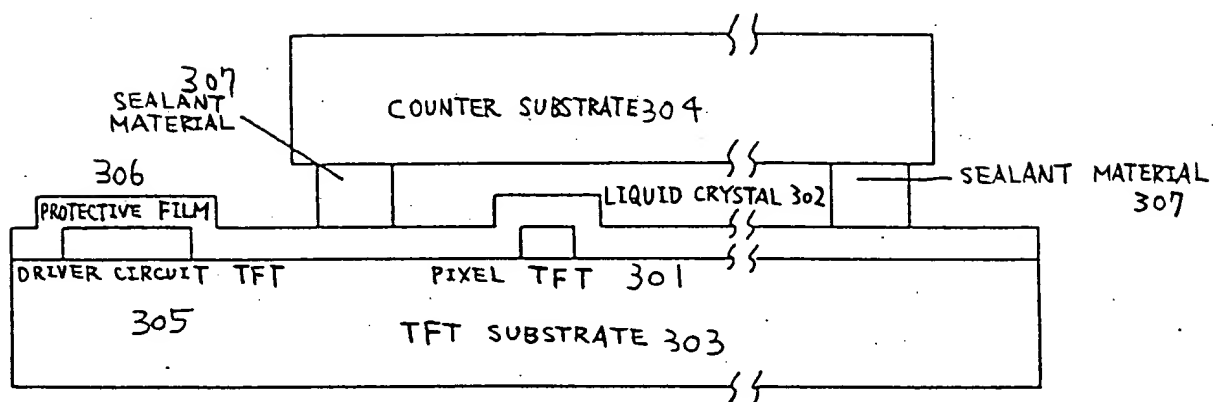 307
SEALANT
MATERIAL
COUNTER SUBSTRATE 304
306
PROTECTIVE FILM
LIQUID CRYSTAL 302
SEALANT MATERIAL
307
DRIVER CIRCUIT TFT
PIXEL TFT 301
305
TFT SUBSTRATE 303